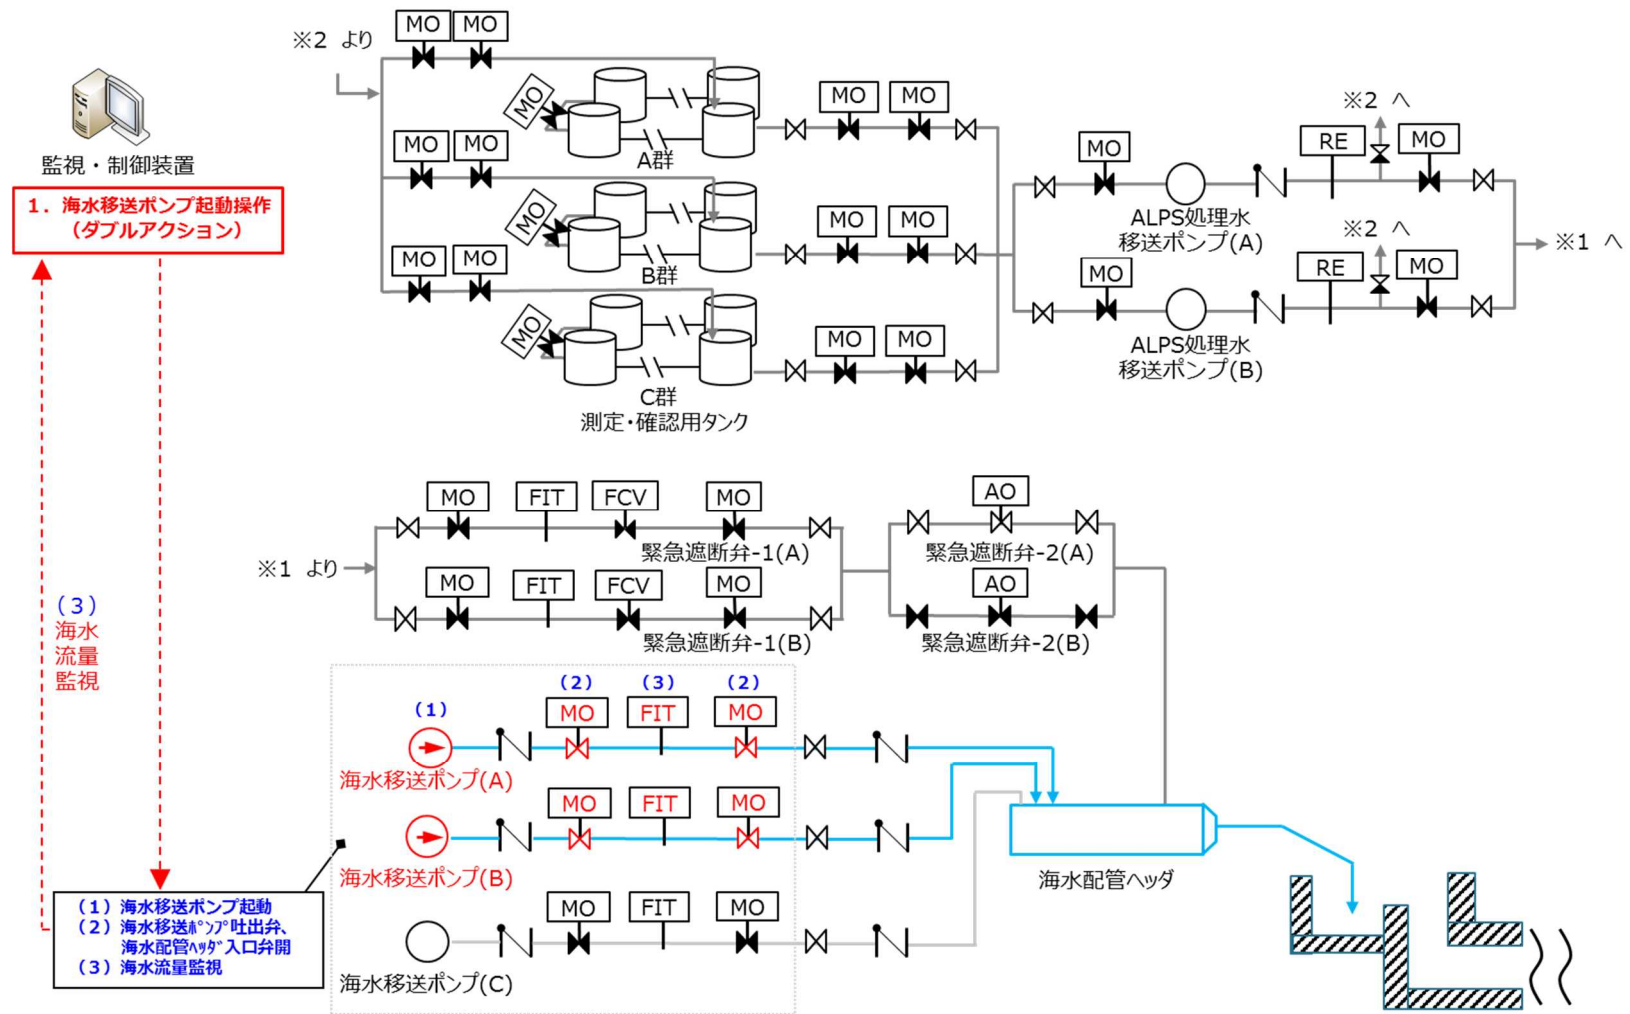 ※2 より
MO
MO
MO
A群
MO
MO
監視・制御装置
1. 海水移送ポンプ起動操作
（ダブルアクション）
MO
MO
MO
B群
MO
MO
MO
MO
MO
C群
MO
MO
測定・確認用タンク
※2 へ
MO
RE
MO
ALPS処理水
移送ポンプ(A)
※2 へ
MO
RE
MO
ALPS処理水
移送ポンプ(B)
※1 へ
MO
FIT
FCV
MO
緊急遮断弁-1(A)
AO
緊急遮断弁-2(A)
※1 より
MO
FIT
FCV
MO
緊急遮断弁-1(B)
AO
緊急遮断弁-2(B)
（3）
海水
流量
監視
（1）
（2）
（3）
（2）
MO
FIT
MO
海水移送ポンプ(A)
MO
FIT
MO
海水移送ポンプ(B)
MO
FIT
MO
海水移送ポンプ(C)
海水配管ヘッダ
（1）海水移送ポンプ起動
（2）海水移送ﾎﾟﾝﾌﾟ吐出弁、
海水配管ﾍｯﾀﾞ入口弁開
（3）海水流量監視